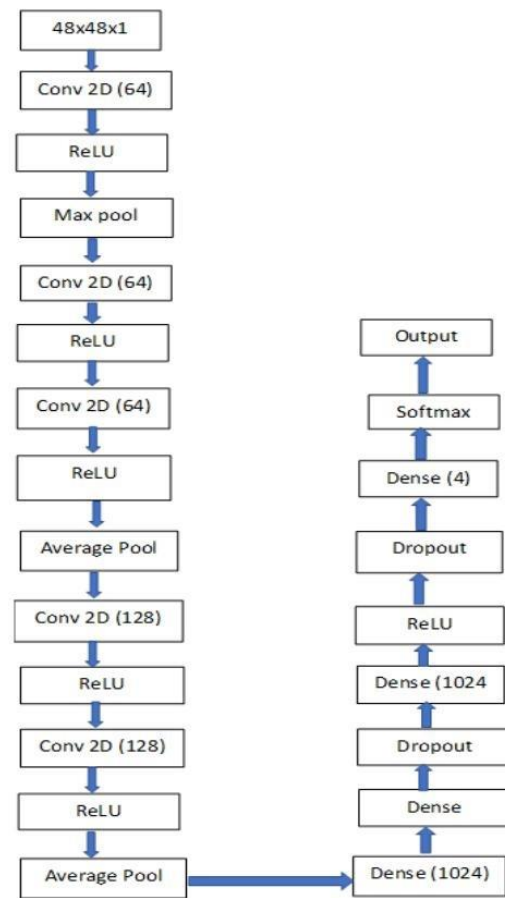 48x48x1
Conv 2D (64)
ReLU
Max pool
Conv 2D (64)
ReLU
Conv 2D (64)
ReLU
Average Pool
Conv 2D (128)
ReLU
Conv 2D (128)
ReLU
Average Pool
Dense (1024)
Dense
Dropout
Dense (1024
ReLU
Dropout
Dense (4)
Softmax
Output